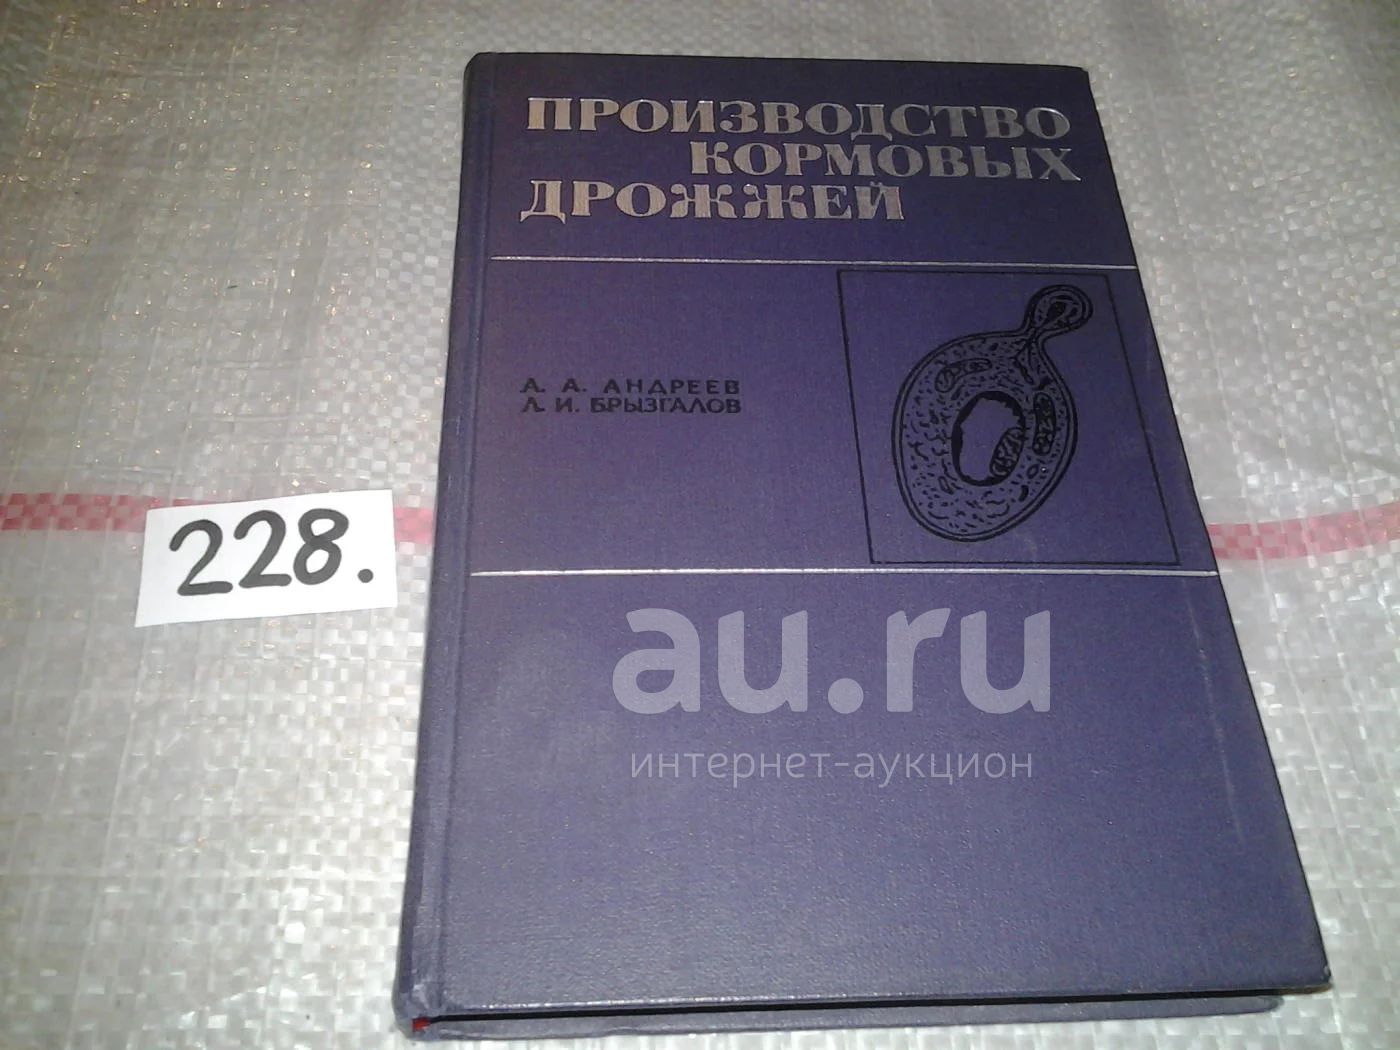 ПРОИЗВОДСТВО
КОРМОВЫХ
ДРОЖЖЕЙ
А. А. АНДРЕЕВ
Л. И. БРЫЗГАЛОВ
228.
au.ru
интернет-аукцион